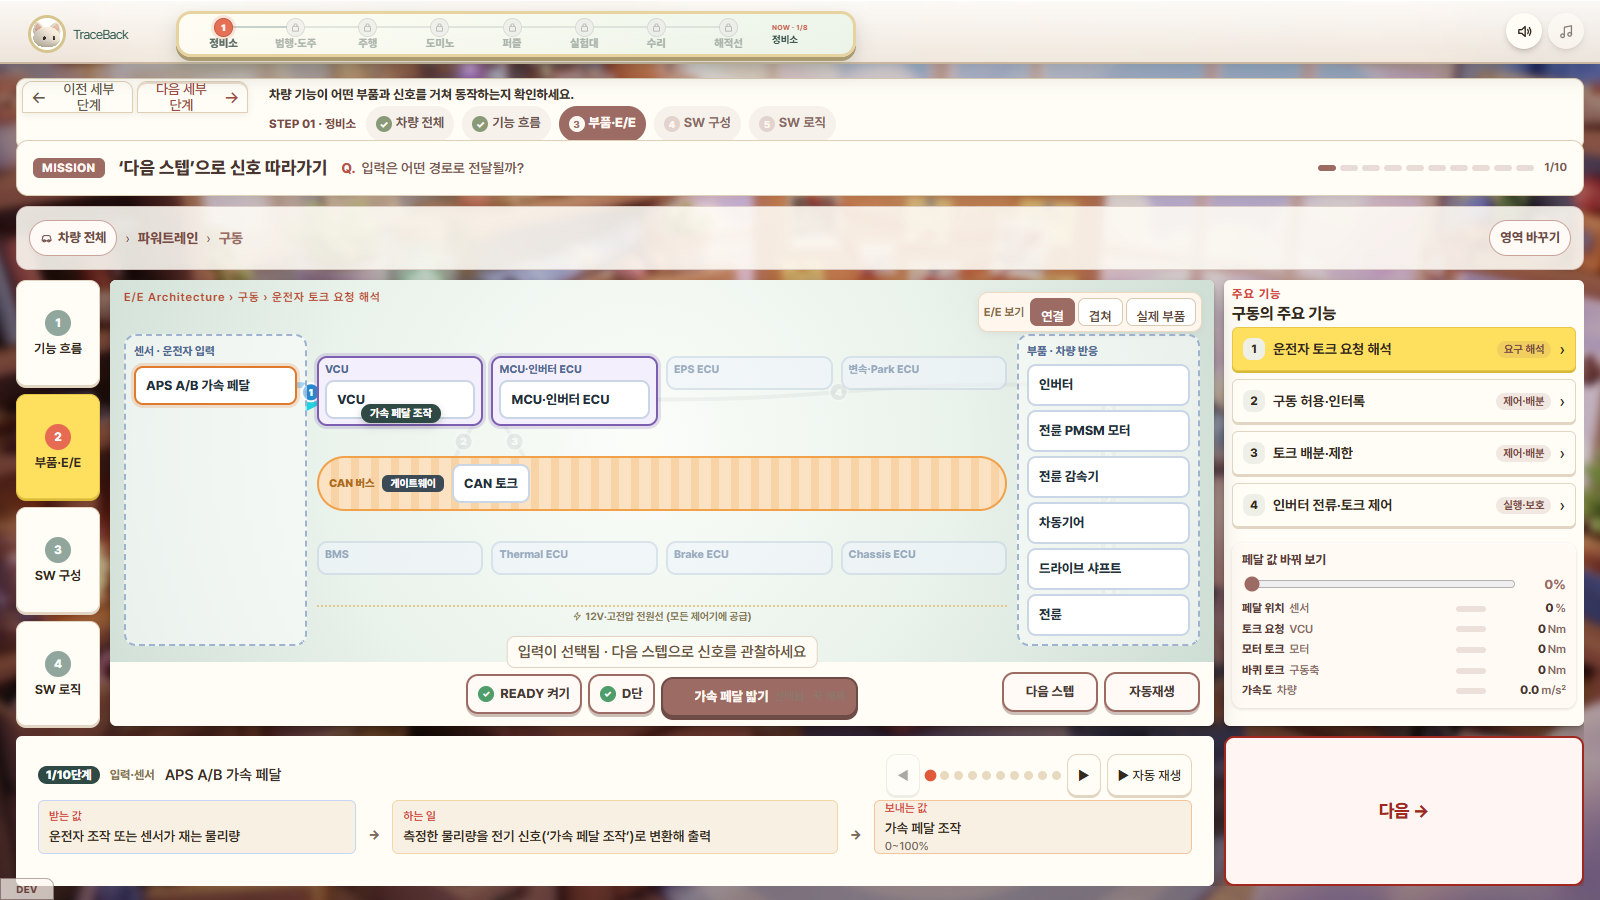 TraceBack
1
정비소
범행·도주
주행
도미노
퍼즐
실험대
수리
해적선
NOW · 1/8
정비소
← 이전 세부 단계
다음 세부 단계 →
차량 기능이 어떤 부품과 신호를 거쳐 동작하는지 확인하세요.
STEP 01 · 정비소
차량 전체
기능 흐름
3 부품·E/E
4 SW 구성
5 SW 로직
MISSION
‘다음 스텝’으로 신호 따라가기
Q. 입력은 어떤 경로로 전달될까?
1/10
차량 전체 › 파워트레인 › 구동
영역 바꾸기
1
기능 흐름
2
부품·E/E
3
SW 구성
4
SW 로직
E/E Architecture › 구동 › 운전자 토크 요청 해석
E/E 보기
연결
겹쳐
실제 부품
센서 · 운전자 입력
APS A/B 가속 페달
1
VCU
VCU
가속 페달 조작
MCU·인버터 ECU
MCU·인버터 ECU
EPS ECU
변속·Park ECU
4
2
3
CAN 버스
게이트웨이
CAN 토크
BMS
Thermal ECU
Brake ECU
Chassis ECU
12V·고전압 전원선 (모든 제어기에 공급)
부품 · 차량 반응
인버터
전륜 PMSM 모터
전륜 감속기
차동기어
드라이브 샤프트
전륜
입력이 선택됨 · 다음 스텝으로 신호를 관찰하세요
READY 켜기
D단
가속 페달 밟기
다음 스텝
자동재생
주요 기능
구동의 주요 기능
1 운전자 토크 요청 해석 요구 해석 ›
2 구동 허용·인터록 제어·배분 ›
3 토크 배분·제한 제어·배분 ›
4 인버터 전류·토크 제어 실행·보호 ›
페달 값 바꿔 보기
0%
페달 위치 센서 0 %
토크 요청 VCU 0 Nm
모터 토크 모터 0 Nm
바퀴 토크 구동축 0 Nm
가속도 차량 0.0 m/s²
1/10단계
입력·센서
APS A/B 가속 페달
◀
▶
▶ 자동 재생
받는 값
운전자 조작 또는 센서가 재는 물리량
→
하는 일
측정한 물리량을 전기 신호(‘가속 페달 조작’)로 변환해 출력
→
보내는 값
가속 페달 조작
0~100%
다음 →
DEV